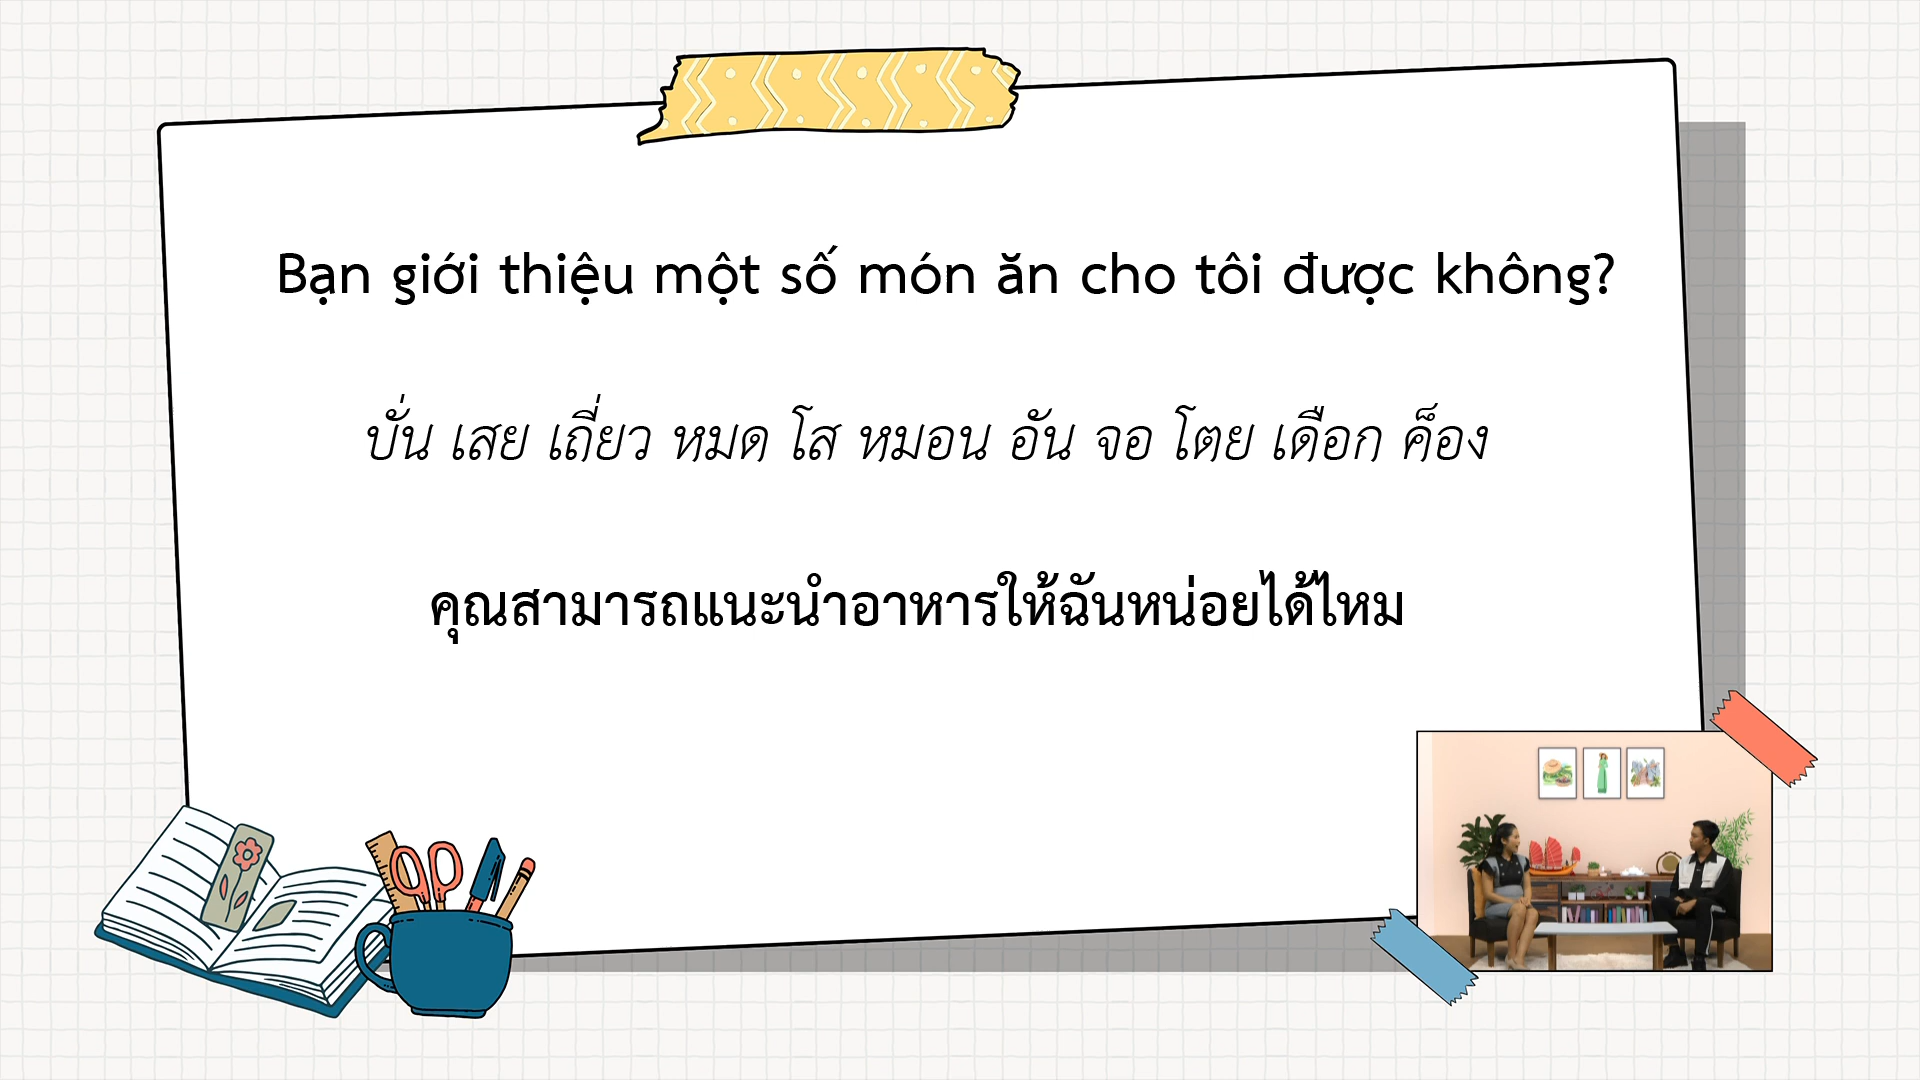 Bạn giới thiệu một số món ăn cho tôi được không?
บั่น เสย เถี่ยว หมด โส หมอน อัน จอ โตย เดือก ค็อง
คุณสามารถแนะนำอาหารให้ฉันหน่อยได้ไหม